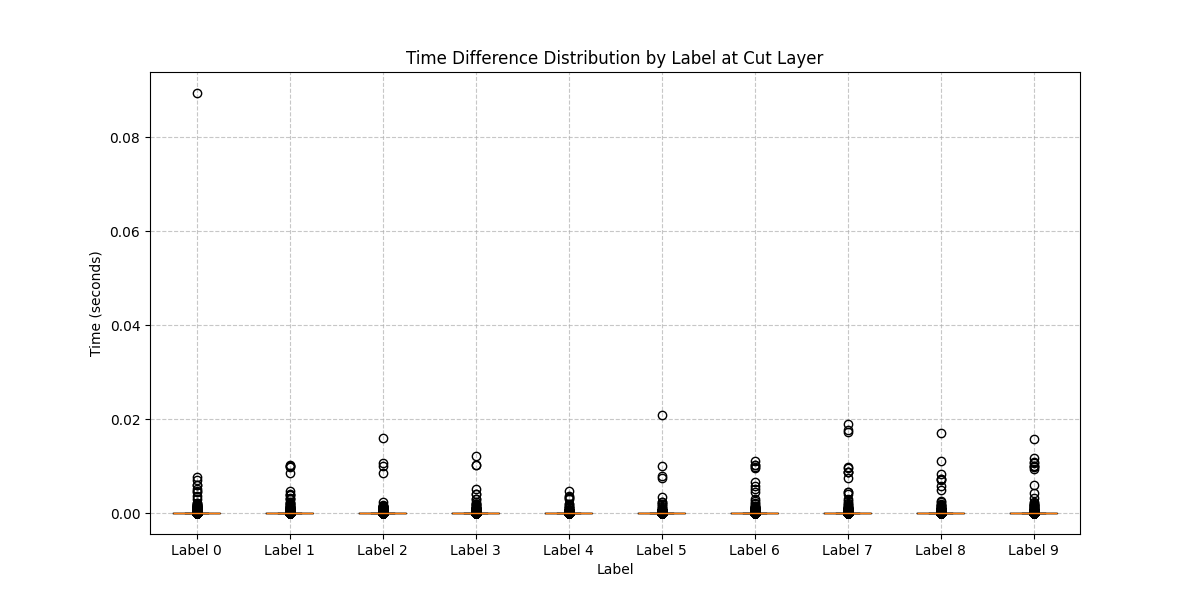 Time Difference Distribution by Label at Cut Layer
Time (seconds)
0.08
0.06
0.04
0.02
0.00
Label 0 Label 1 Label 2 Label 3 Label 4 Label 5 Label 6 Label 7 Label 8 Label 9
Label